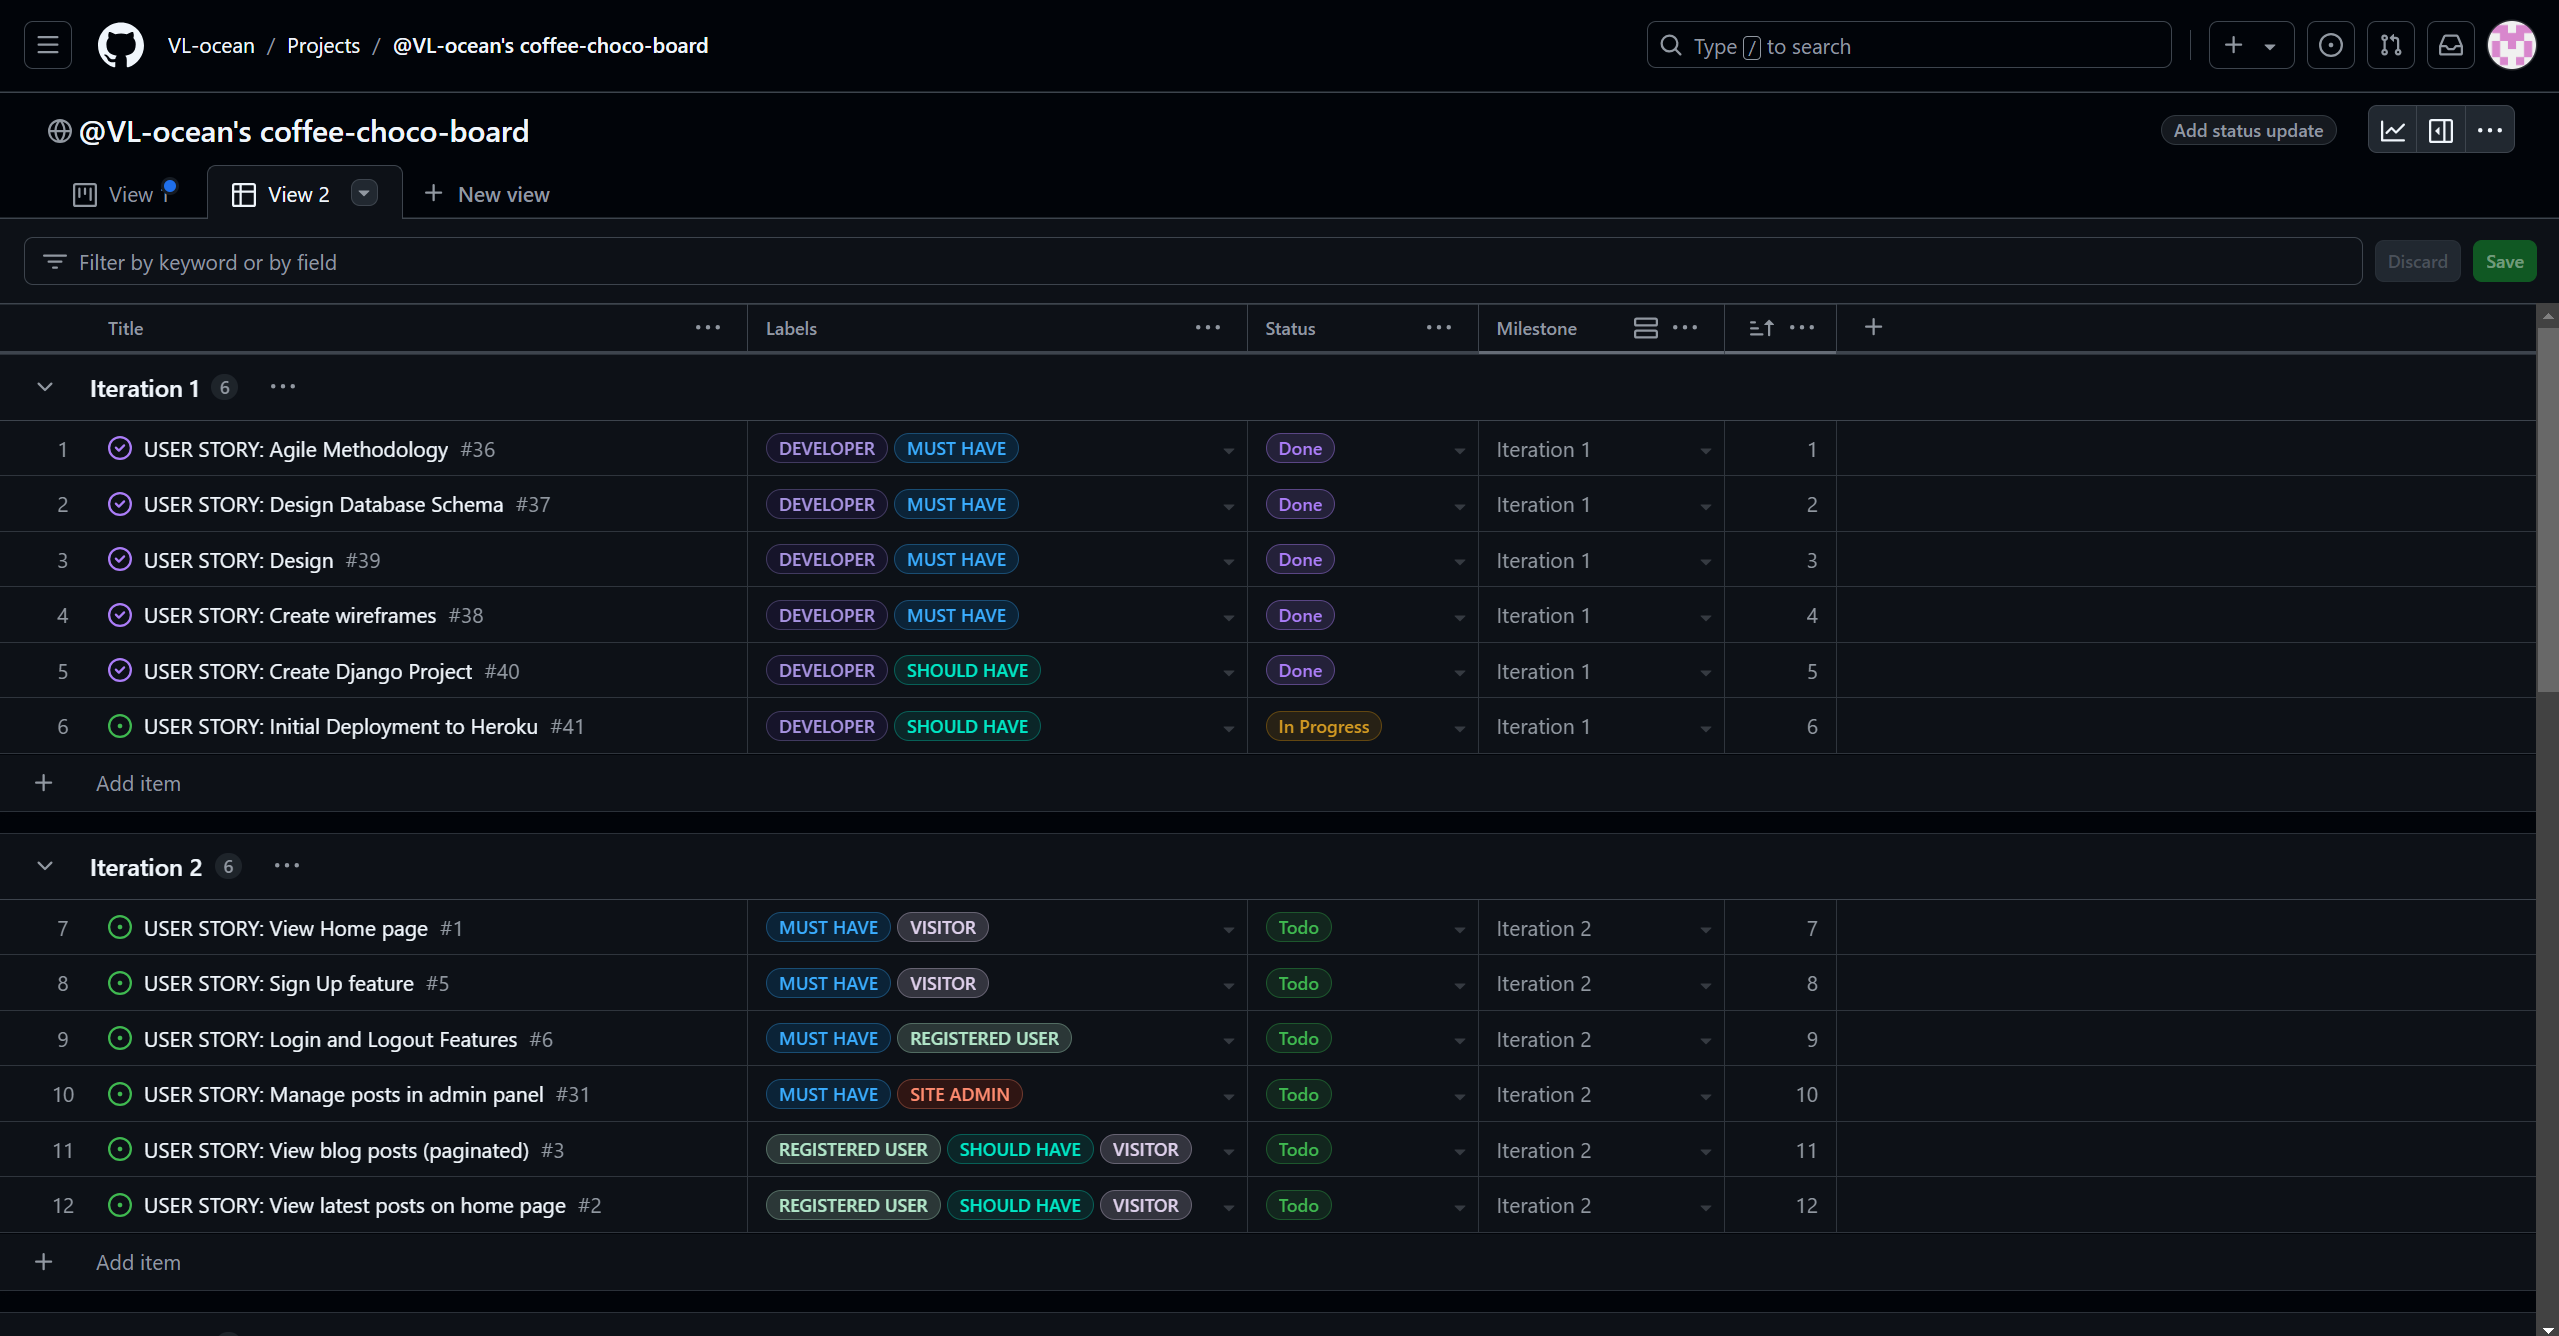 VL-ocean / Projects / @VL-ocean's coffee-choco-board Type / to search
@VL-ocean's coffee-choco-board Add status update
View View 2 New view
Filter by keyword or by field Discard Save
Title Labels Status Milestone
Iteration 1 6
1 USER STORY: Agile Methodology #36 DEVELOPER MUST HAVE Done Iteration 1 1
2 USER STORY: Design Database Schema #37 DEVELOPER MUST HAVE Done Iteration 1 2
3 USER STORY: Design #39 DEVELOPER MUST HAVE Done Iteration 1 3
4 USER STORY: Create wireframes #38 DEVELOPER MUST HAVE Done Iteration 1 4
5 USER STORY: Create Django Project #40 DEVELOPER SHOULD HAVE Done Iteration 1 5
6 USER STORY: Initial Deployment to Heroku #41 DEVELOPER SHOULD HAVE In Progress Iteration 1 6
Add item
Iteration 2 6
7 USER STORY: View Home page #1 MUST HAVE VISITOR Todo Iteration 2 7
8 USER STORY: Sign Up feature #5 MUST HAVE VISITOR Todo Iteration 2 8
9 USER STORY: Login and Logout Features #6 MUST HAVE REGISTERED USER Todo Iteration 2 9
10 USER STORY: Manage posts in admin panel #31 MUST HAVE SITE ADMIN Todo Iteration 2 10
11 USER STORY: View blog posts (paginated) #3 REGISTERED USER SHOULD HAVE VISITOR Todo Iteration 2 11
12 USER STORY: View latest posts on home page #2 REGISTERED USER SHOULD HAVE VISITOR Todo Iteration 2 12
Add item